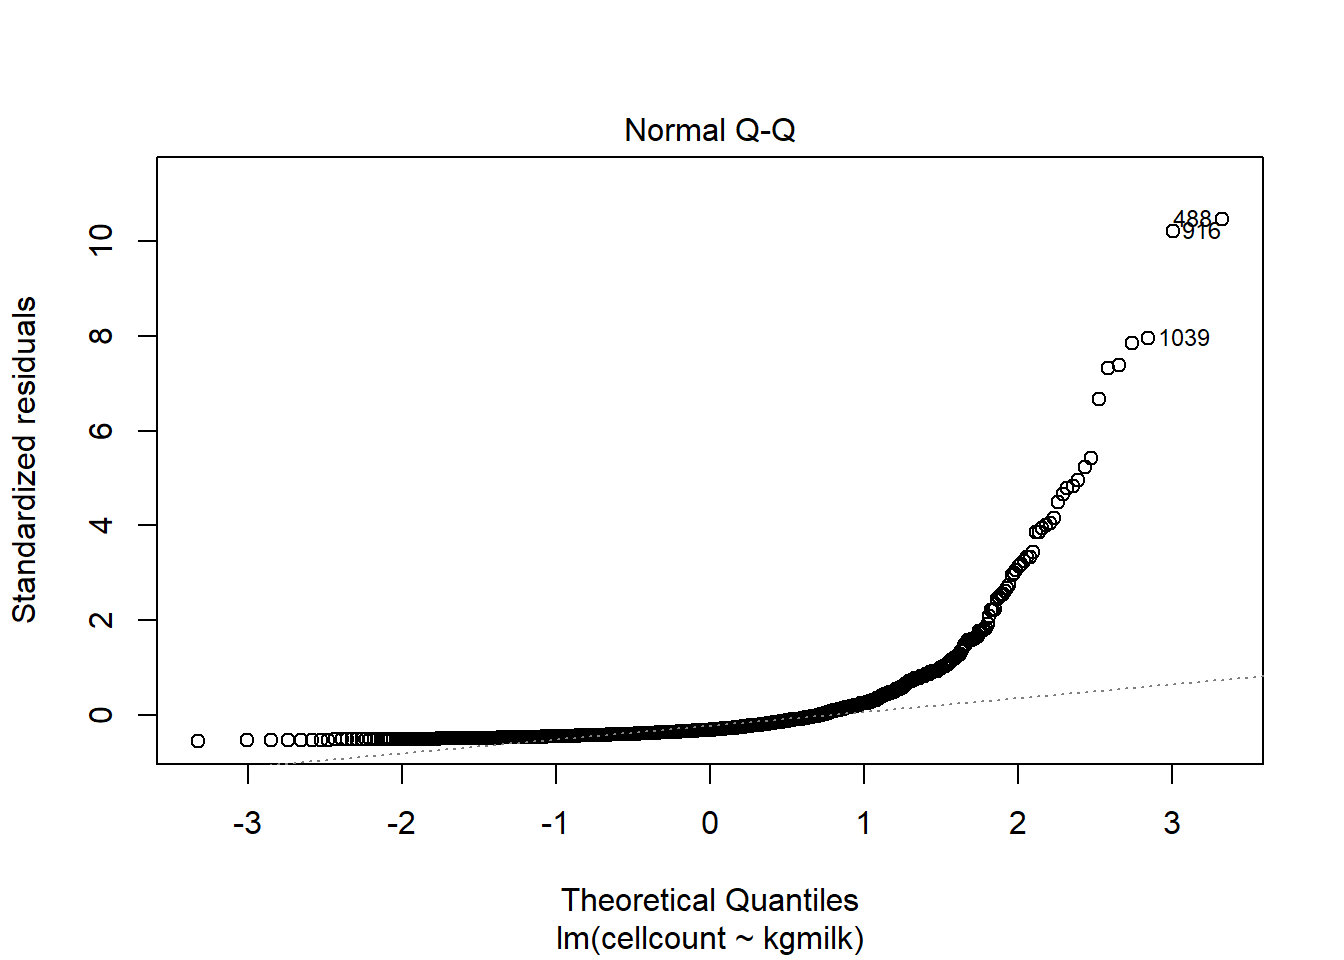 Normal Q-Q
Standardized residuals
10
8
6
4
2
0
488
916
1039
-3 -2 -1 0 1 2 3
Theoretical Quantiles
lm(cellcount ~ kgmilk)